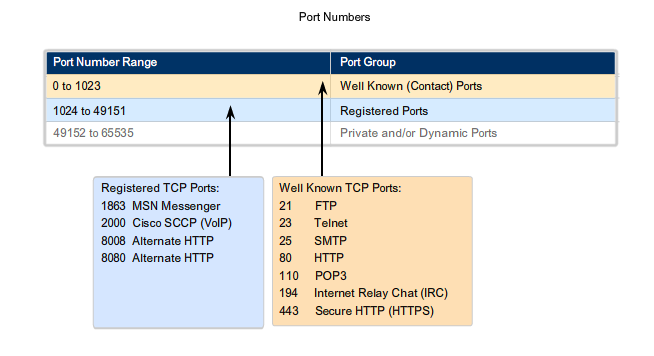 Port Numbers
Port Number Range Port Group
0 to 1023 Well Known (Contact) Ports
1024 to 49151 Registered Ports
49152 to 65535 Private and/or Dynamic Ports
Registered TCP Ports:
1863 MSN Messenger
2000 Cisco SCCP (VoIP)
8008 Alternate HTTP
8080 Alternate HTTP
Well Known TCP Ports:
21 FTP
23 Telnet
25 SMTP
80 HTTP
110 POP3
194 Internet Relay Chat (IRC)
443 Secure HTTP (HTTPS)